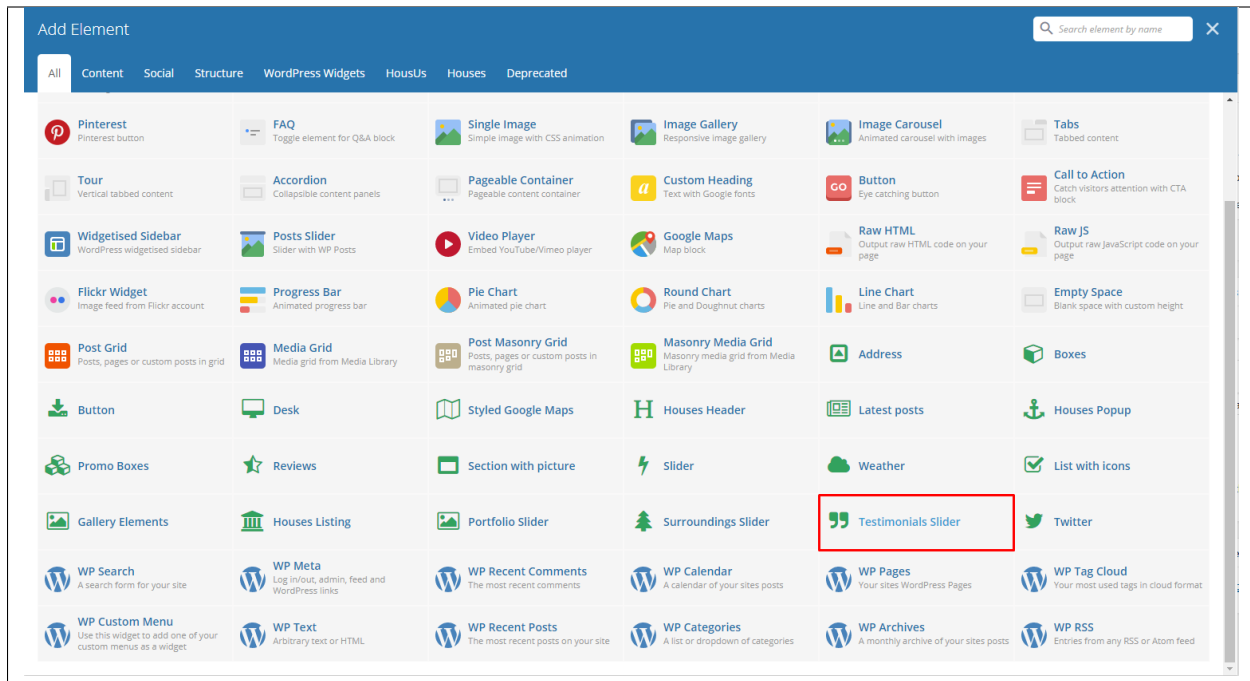 Add Element
Search element by name
All Content Social Structure WordPress Widgets HousUs Houses Deprecated
Pinterest
Pinterest button
FAQ
Toggle element for Q&A block
Single Image
Simple image with CSS animation
Image Gallery
Responsive image gallery
Image Carousel
Animated carousel with images
Tabs
Tabbed content
Tour
Vertical tabbed content
Accordion
Collapsible content panels
Pageable Container
Pageable content container
a
Custom Heading
Text with Google fonts
GO
Button
Eye catching button
Call to Action
Catch visitors attention with CTA
block
Widgetised Sidebar
WordPress widgetised sidebar
Posts Slider
Slider with WP Posts
Video Player
Embed YouTube/Vimeo player
Google Maps
Map block
Raw HTML
Output raw HTML code on your
page
Raw JS
Output raw JavaScript code on your
page
Flickr Widget
Image feed from Flickr account
Progress Bar
Animated progress bar
Pie Chart
Animated pie chart
Round Chart
Pie and Doughnut charts
Line Chart
Line and Bar charts
Empty Space
Blank space with custom height
Post Grid
Posts, pages or custom posts in grid
Media Grid
Media grid from Media Library
Post Masonry Grid
Posts, pages or custom posts in
masonry grid
Masonry Media Grid
Masonry media grid from Media
Library
Address
Boxes
Button
Desk
Styled Google Maps
H Houses Header
Latest posts
Houses Popup
Promo Boxes
Reviews
Section with picture
Slider
Weather
List with icons
Gallery Elements
Houses Listing
Portfolio Slider
Surroundings Slider
Testimonials Slider
Twitter
WP Search
A search form for your site
WP Meta
Log in/out, admin, feed and
WordPress links
WP Recent Comments
The most recent comments
WP Calendar
A calendar of your sites posts
WP Pages
Your sites WordPress Pages
WP Tag Cloud
Your most used tags in cloud format
WP Custom Menu
Use this widget to add one of your
custom menus as a widget
WP Text
Arbitrary text or HTML
WP Recent Posts
The most recent posts on your site
WP Categories
A list or dropdown of categories
WP Archives
A monthly archive of your sites posts
WP RSS
Entries from any RSS or Atom feed